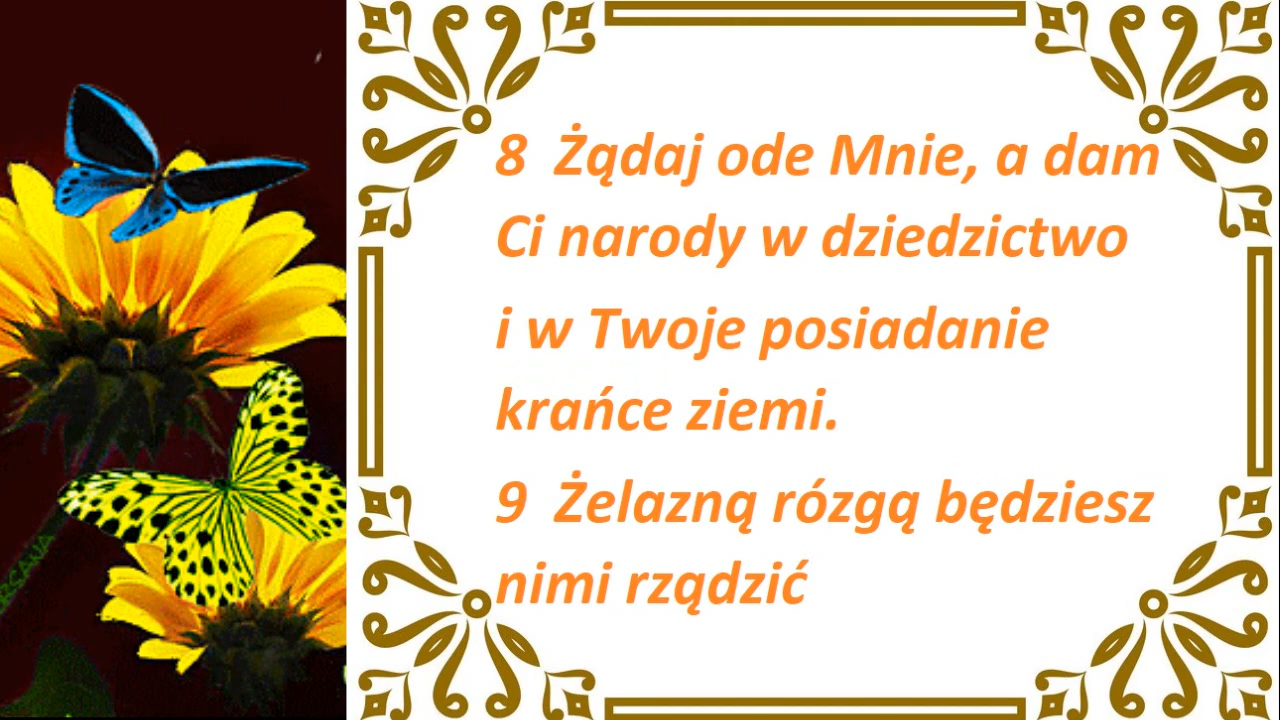 8 Żądaj ode Mnie, a dam
Ci narody w dziedzictwo
i w Twoje posiadanie
krańce ziemi.
9 Żelazną rózgą będziesz
nimi rządzić